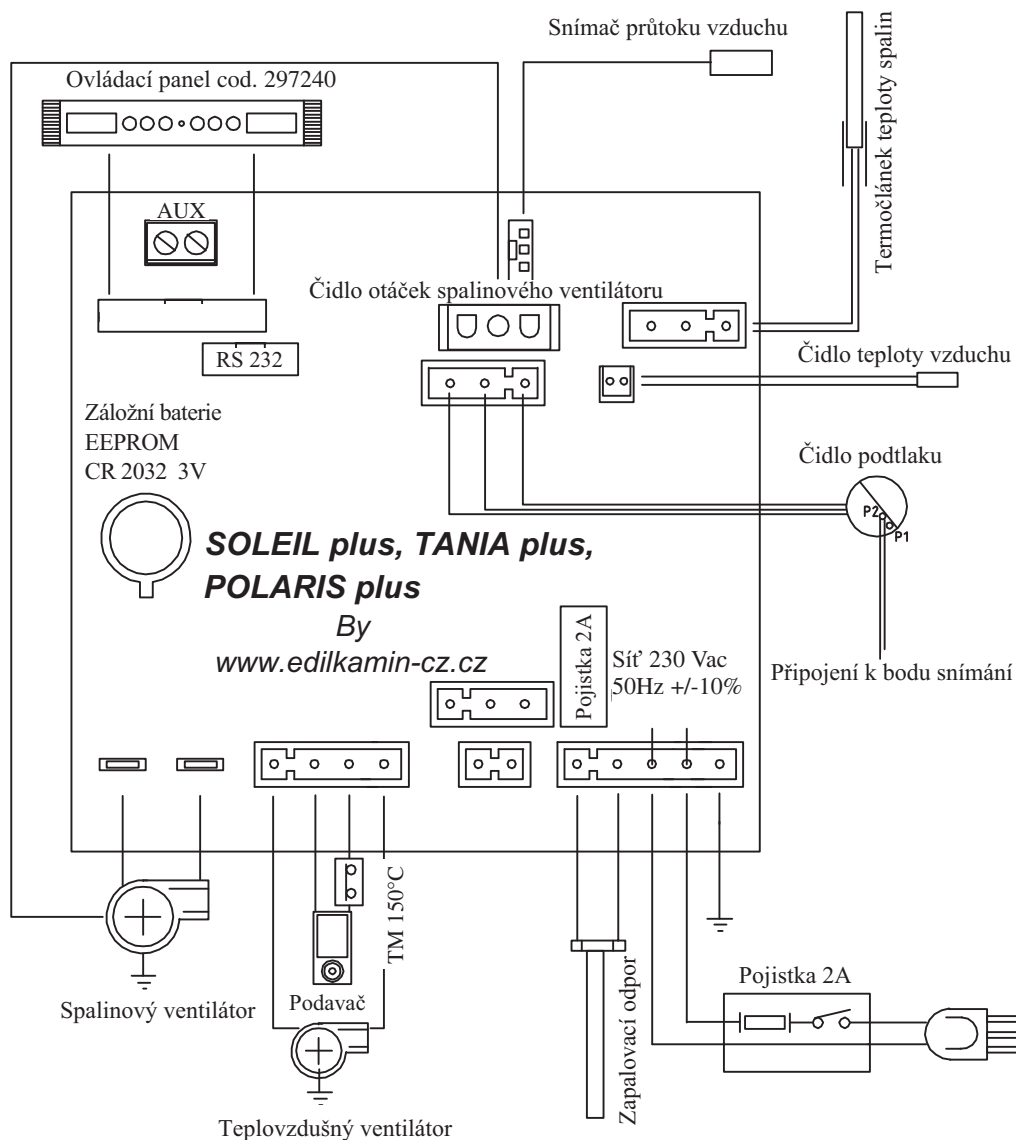 Snímač průtoku vzduchu
Ovládací panel cod. 297240
Termočlánek teploty spalin
AUX
Čidlo otáček spalinového ventilátoru
RS 232
Čidlo teploty vzduchu
Záložní baterie
EEPROM
CR 2032 3V
Čidlo podtlaku
P2
P1
SOLEIL plus, TANIA plus,
POLARIS plus
By
www.edilkamin-cz.cz
Pojistka 2A
Síť 230 Vac
50Hz +/-10%
Připojení k bodu snímání
TM 150°C
Zapalovací odpor
Pojistka 2A
Spalinový ventilátor
Podavač
Teplovzdušný ventilátor